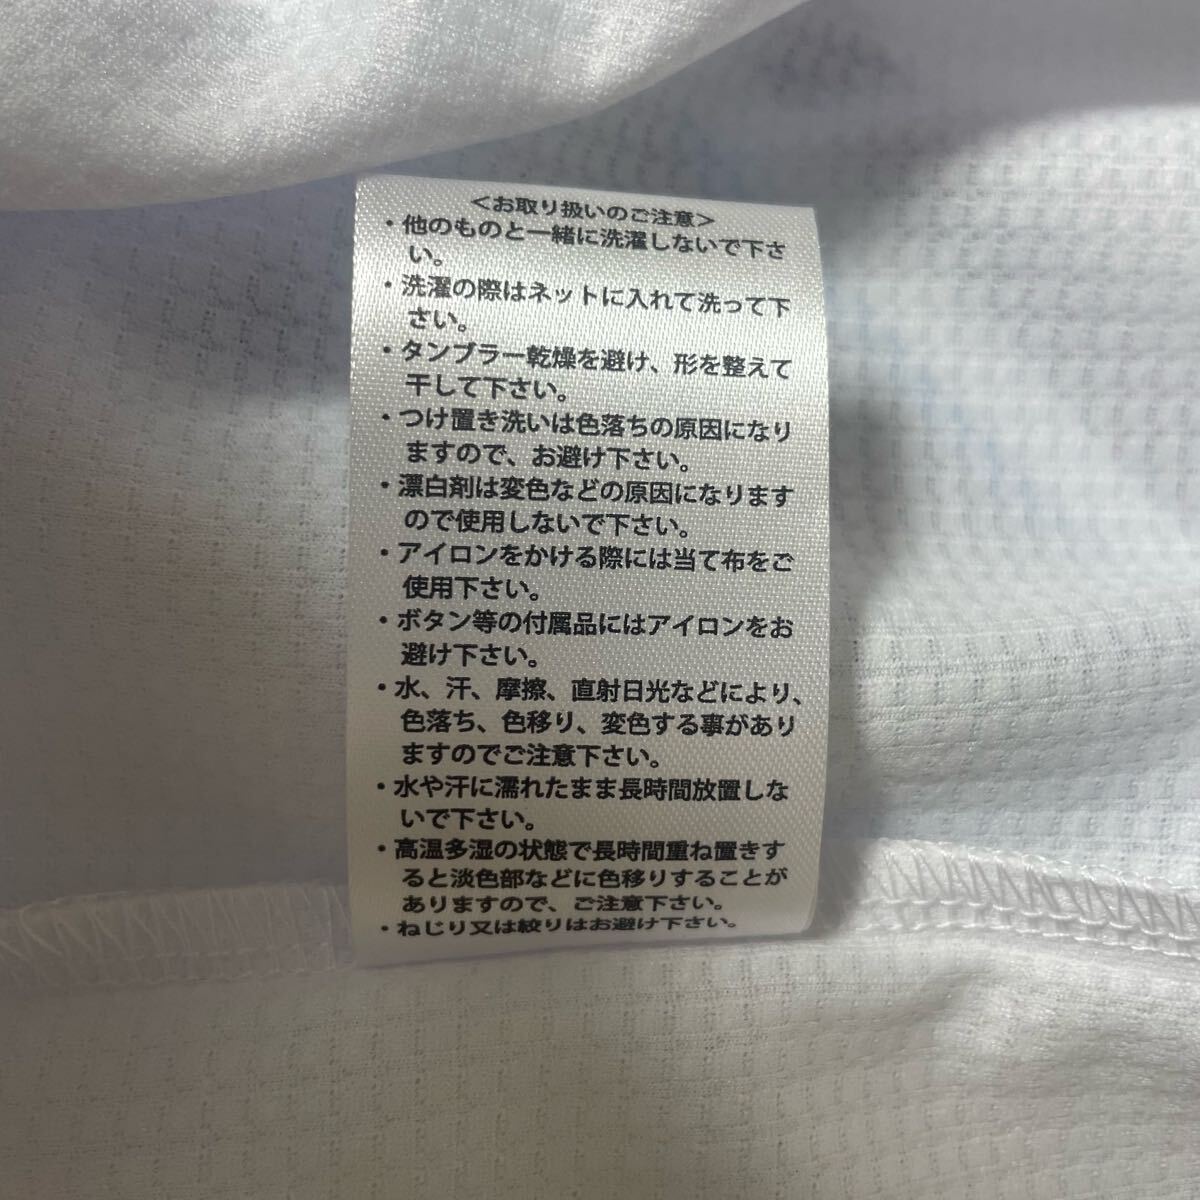 ＜お取り扱いのご注意＞
・他のものと一緒に洗濯しないで下さ
い。
・洗濯の際はネットに入れて洗って下
さい。
・タンブラー乾燥を避け、形を整えて
干して下さい。
・つけ置き洗いは色落ちの原因になり
ますので、お避け下さい。
・漂白剤は変色などの原因になります
ので使用しないで下さい。
・アイロンをかける際には当て布をご
使用下さい。
・ボタン等の付属品にはアイロンをお
避け下さい。
・水、汗、摩擦、直射日光などにより、
色落ち、色移り、変色する事があり
ますのでご注意下さい。
・水や汗に濡れたまま長時間放置しな
いで下さい。
・高温多湿の状態で長時間重ね置きす
ると淡色部などに色移りすることが
ありますので、ご注意下さい。
・ねじり又は絞りはお避け下さい。